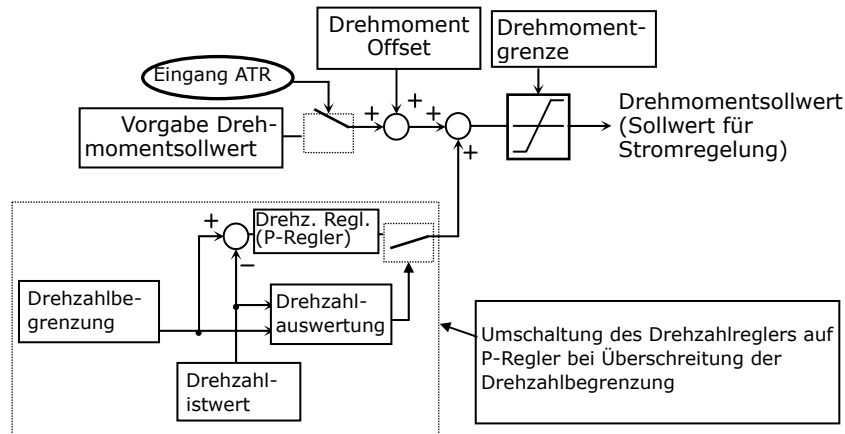 Drehmoment
Offset
Drehmoment-
grenze
Eingang ATR
Vorgabe Dreh-
momentsollwert
+
+
+
+
Drehmomentsollwert
(Sollwert für
Stromregelung)
+
−
Drehz. Regl.
(P-Regler)
Drehzahlbe-
grenzung
Drehzahl-
auswertung
Drehzahl-
istwert
Umschaltung des Drehzahlreglers auf
P-Regler bei Überschreitung der
Drehzahlbegrenzung